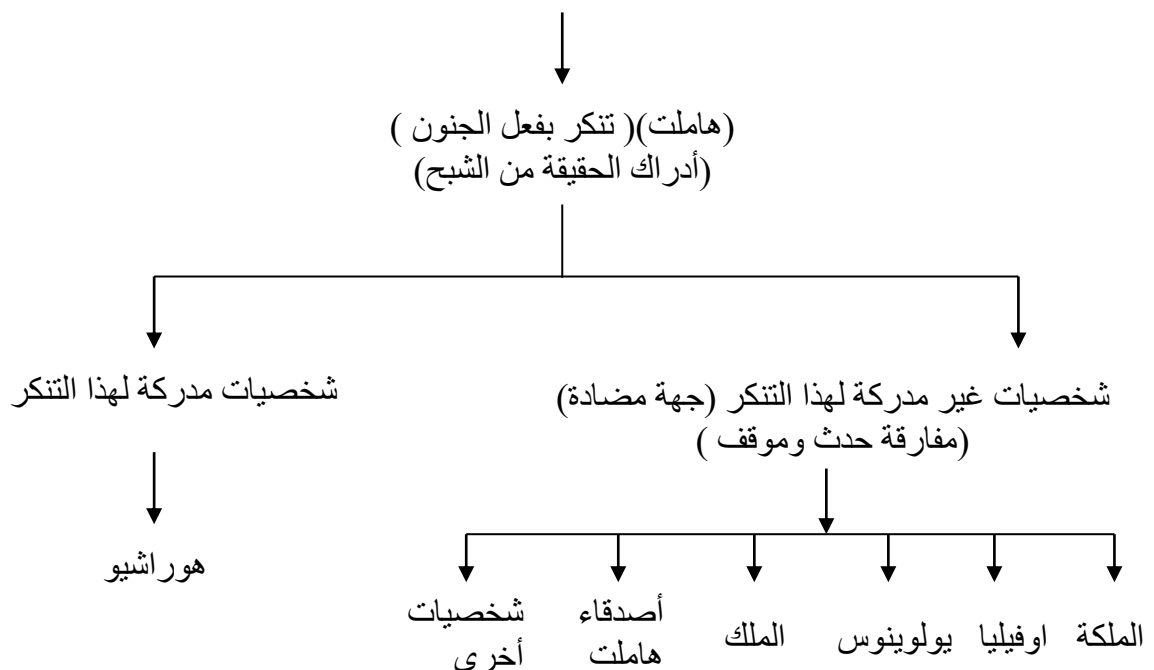 (هاملت)( تنكر بفعل الجنون )
(أدراك الحقيقة من الشبح)
شخصيات غير مدركة لهذا التنكر (جهة مضادة)
(مفارقة حدث وموقف )
شخصيات مدركة لهذا التنكر
هوراشيو
الملكة
اوفيليا
يولوينوس
الملك
أصدقاء
هاملت
شخصيات
أخرى